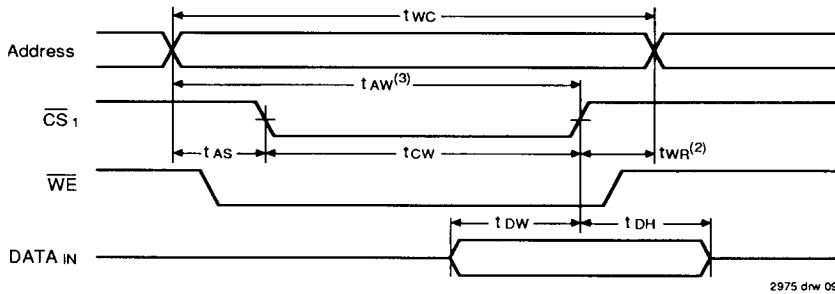 tWC
Address
tAW(3)
CS1
tAS
tCW
tWR(2)
WE
tDW
tDH
DATA IN
2975 drw 09